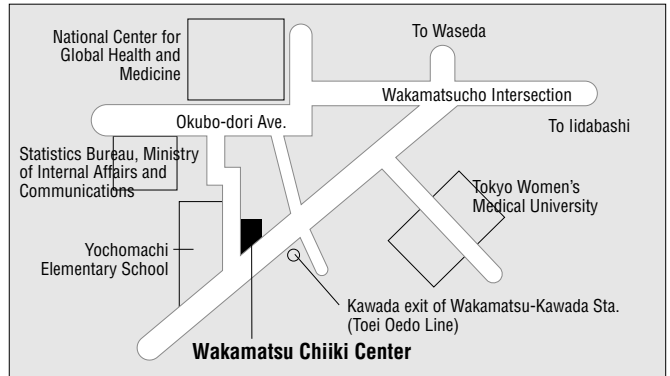 National Center for
Global Health and
Medicine
To Waseda
Wakamatsucho Intersection
Okubo-dori Ave.
To Iidabashi
Statistics Bureau, Ministry
of Internal Affairs and
Communications
Tokyo Women's
Medical University
Yochomachi
Elementary School
Kawada exit of Wakamatsu-Kawada Sta.
(Toei Oedo Line)
Wakamatsu Chiiki Center